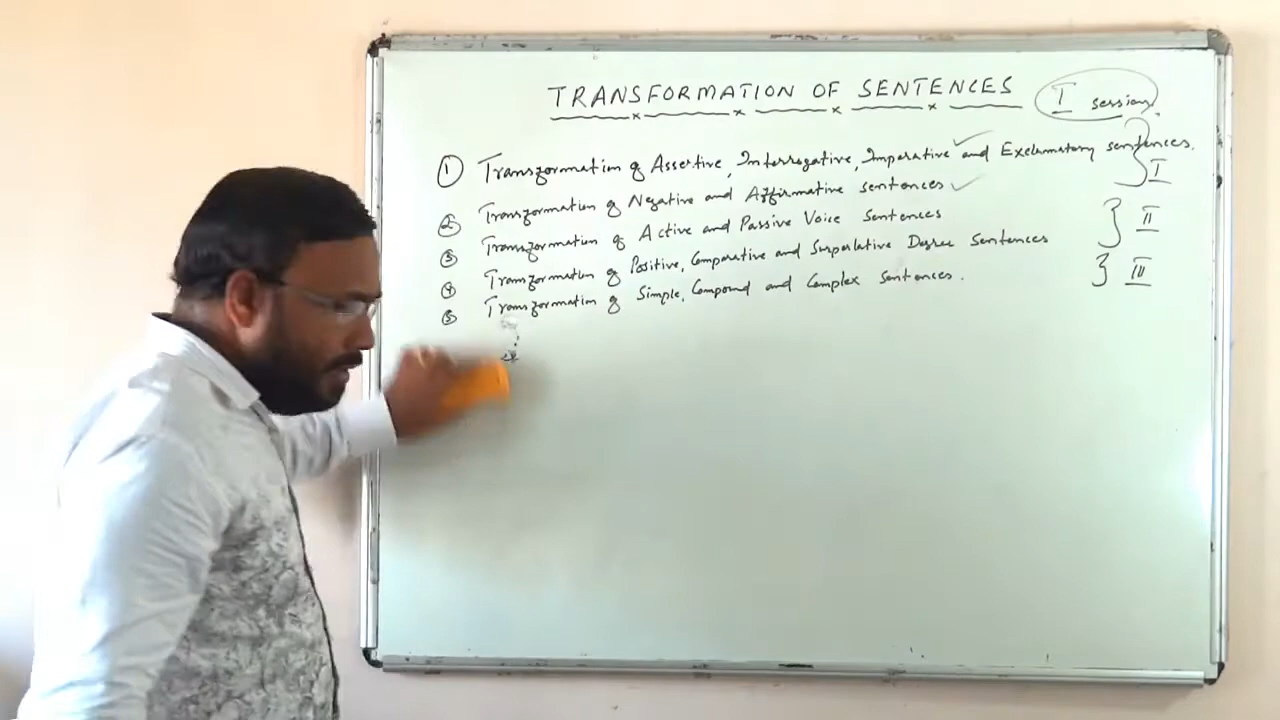 TRANSFORMATION OF SENTENCES I session.
① Transformation of Assertive, Interrogative, Imperative and Exclamatory sentences. I
② Transformation of Negative and Affirmative sentences
③ Transformation of Active and Passive Voice Sentences II
④ Transformation of Positive, Comparative and Superlative Degree Sentences
⑤ Transformation of Simple, Compound and Complex Sentences. III